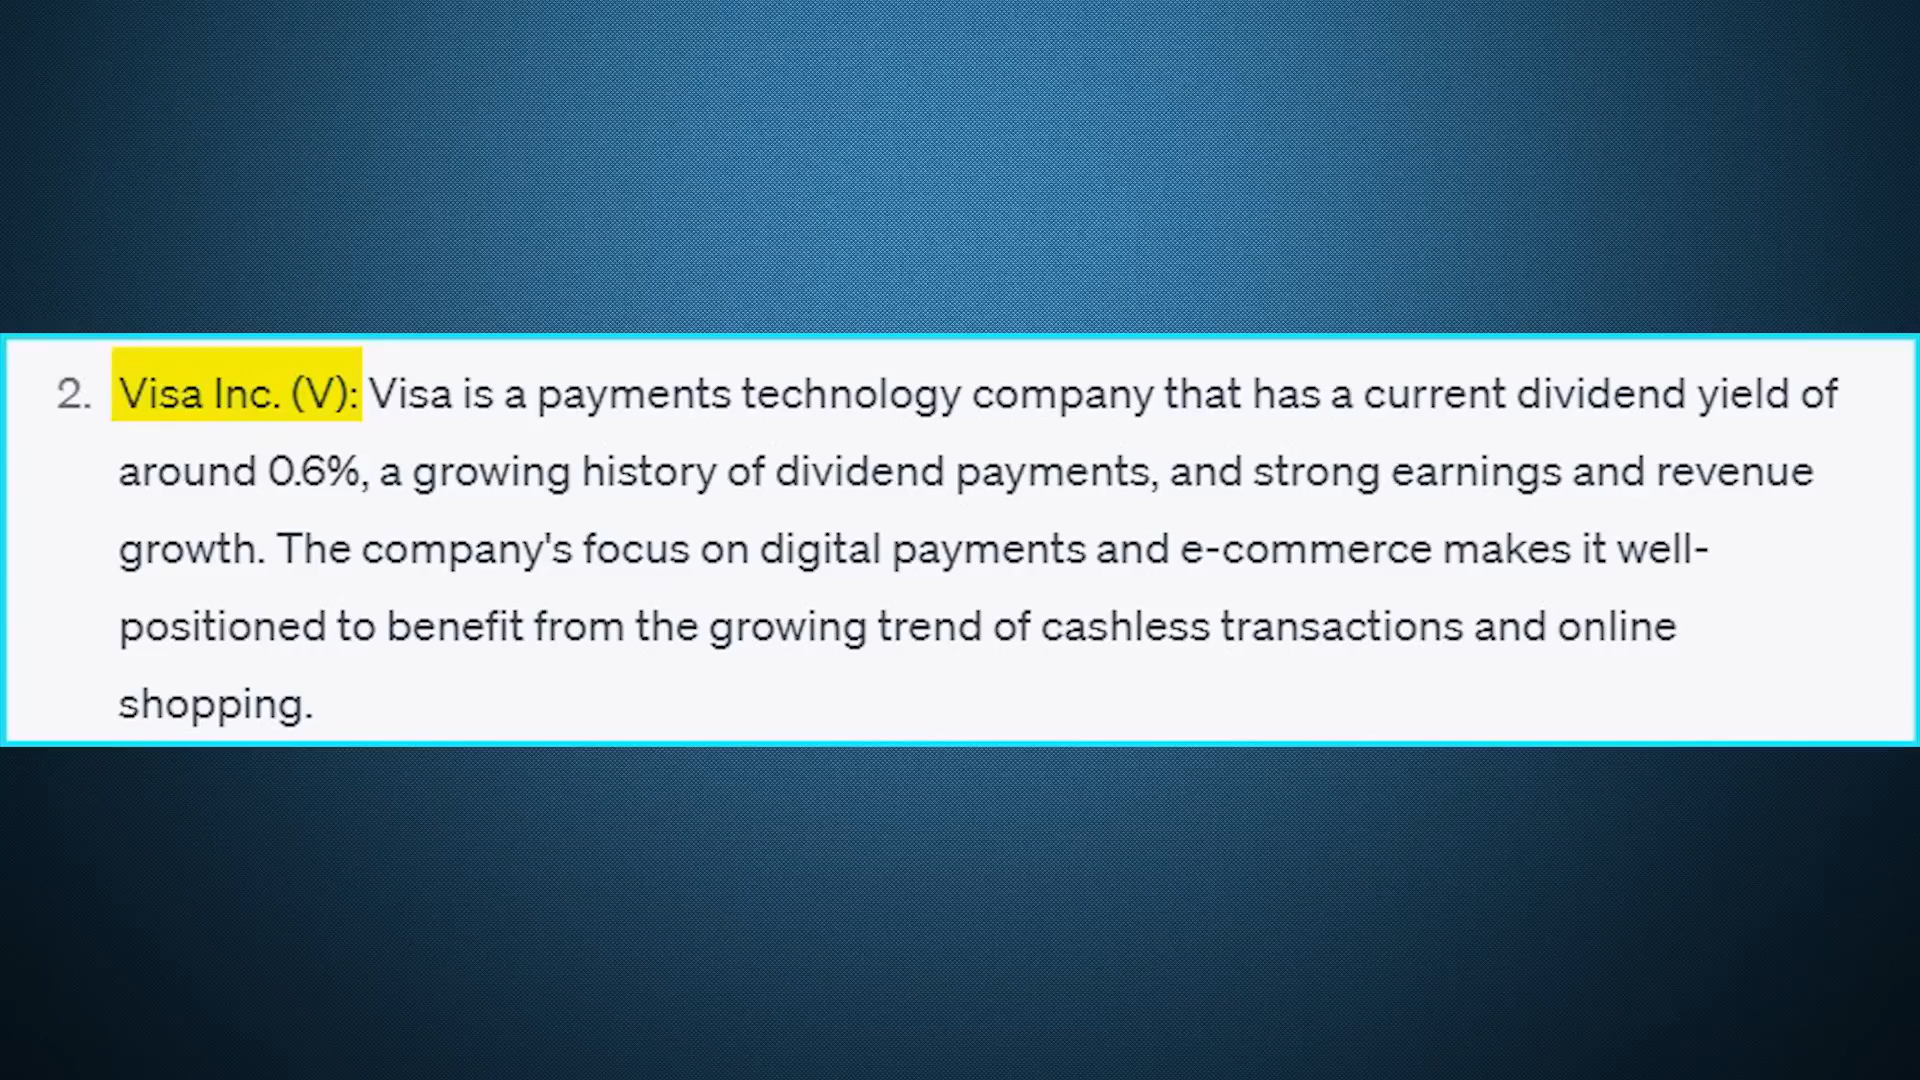 2. Visa Inc. (V): Visa is a payments technology company that has a current dividend yield of
around 0.6%, a growing history of dividend payments, and strong earnings and revenue
growth. The company's focus on digital payments and e-commerce makes it well-
positioned to benefit from the growing trend of cashless transactions and online
shopping.